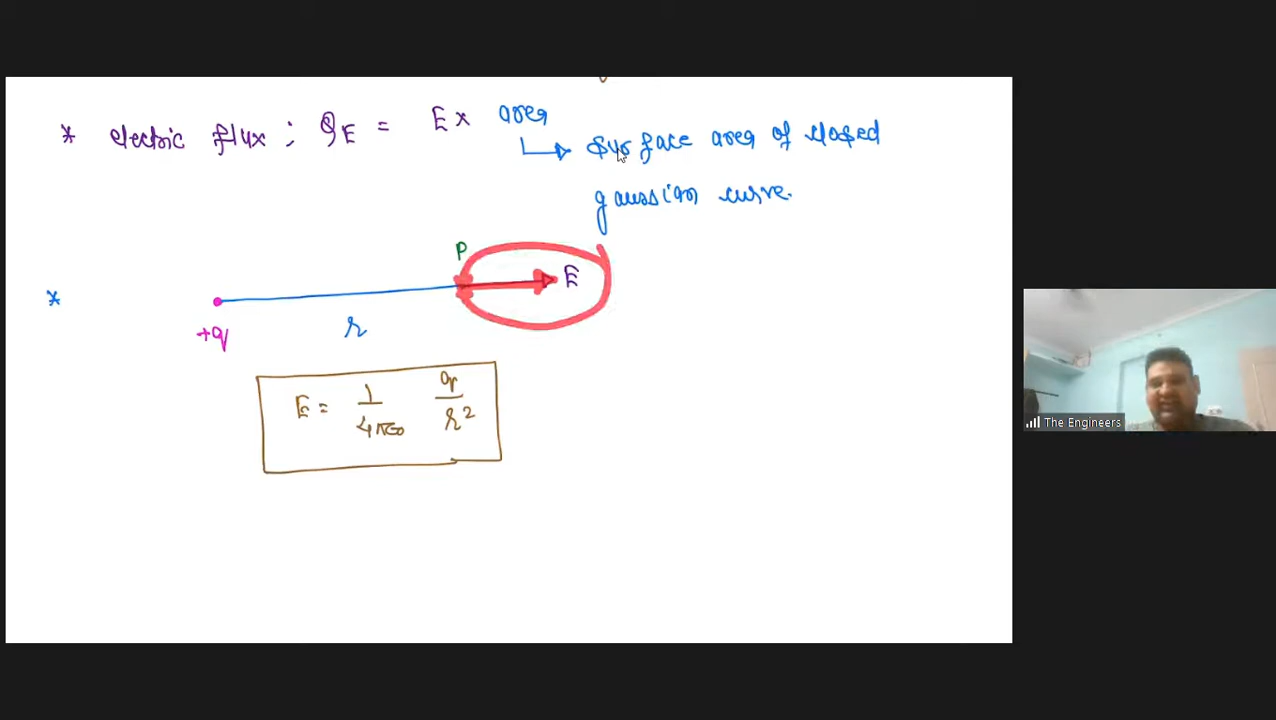 * electric flux ; φE = E x area
↳ surface area of closed
gaussian curve.
P
E
*
+q
r
E = 1/4πε0 q/r²
The Engineers